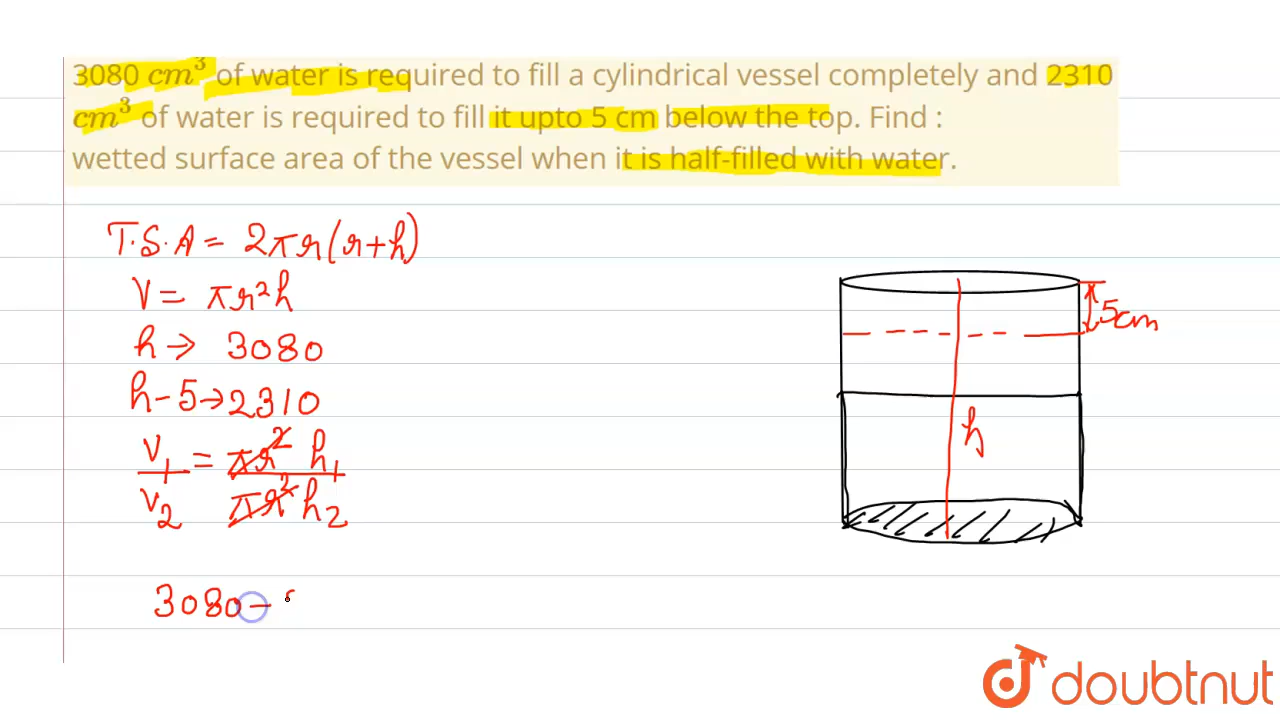 3080 cm³ of water is required to fill a cylindrical vessel completely and 2310
cm³ of water is required to fill it upto 5 cm below the top. Find :
wetted surface area of the vessel when it is half-filled with water.
T.S.A = 2πr(r+h)
V = πr²h
h → 3080
h-5→2310
V₁/V₂ = πr² h₁/πr² h₂
3080 -
5cm
h
doubtnut